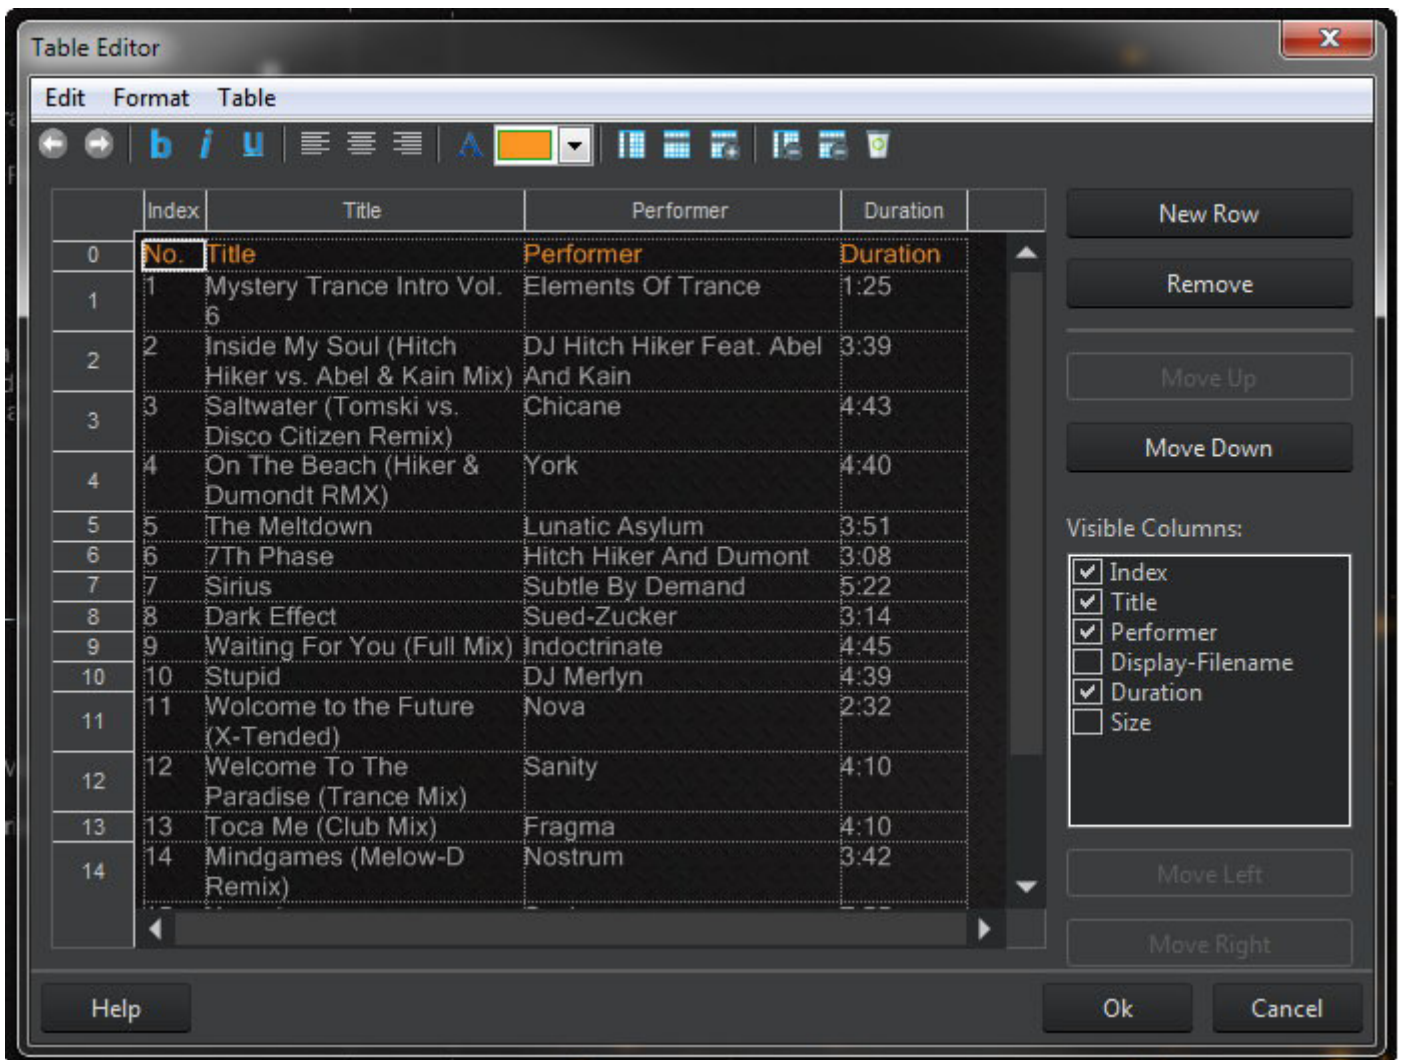 Table Editor
X
Edit Format Table
b i u A
Index Title Performer Duration
0 No. Title Performer Duration
1 1 Mystery Trance Intro Vol. 6 Elements Of Trance 1:25
2 2 Inside My Soul (Hitch Hiker vs. Abel & Kain Mix) DJ Hitch Hiker Feat. Abel And Kain 3:39
3 3 Saltwater (Tomski vs. Disco Citizen Remix) Chicane 4:43
4 4 On The Beach (Hiker & Dumondt RMX) York 4:40
5 5 The Meltdown Lunatic Asylum 3:51
6 6 7Th Phase Hitch Hiker And Dumont 3:08
7 7 Sirius Subtle By Demand 5:22
8 8 Dark Effect Sued-Zucker 3:14
9 9 Waiting For You (Full Mix) Indoctrinate 4:45
10 10 Stupid DJ Merlyn 4:39
11 11 Wolcome to the Future (X-Tended) Nova 2:32
12 12 Welcome To The Paradise (Trance Mix) Sanity 4:10
13 13 Toca Me (Club Mix) Fragma 4:10
14 14 Mindgames (Melow-D Remix) Nostrum 3:42
New Row
Remove
Move Up
Move Down
Visible Columns:
Index
Title
Performer
Display-Filename
Duration
Size
Move Left
Move Right
Help
Ok
Cancel